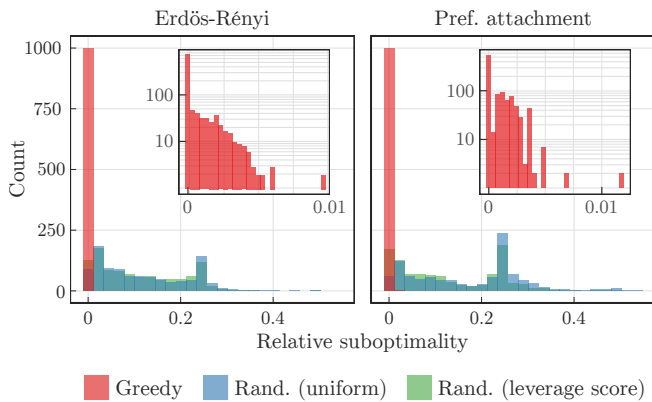 Erdös-Rényi
Pref. attachment
Count
1000
750
500
250
0
100
10
0
0.01
100
10
0
0.01
0
0.2
0.4
0
0.2
0.4
Relative suboptimality
Greedy
Rand. (uniform)
Rand. (leverage score)